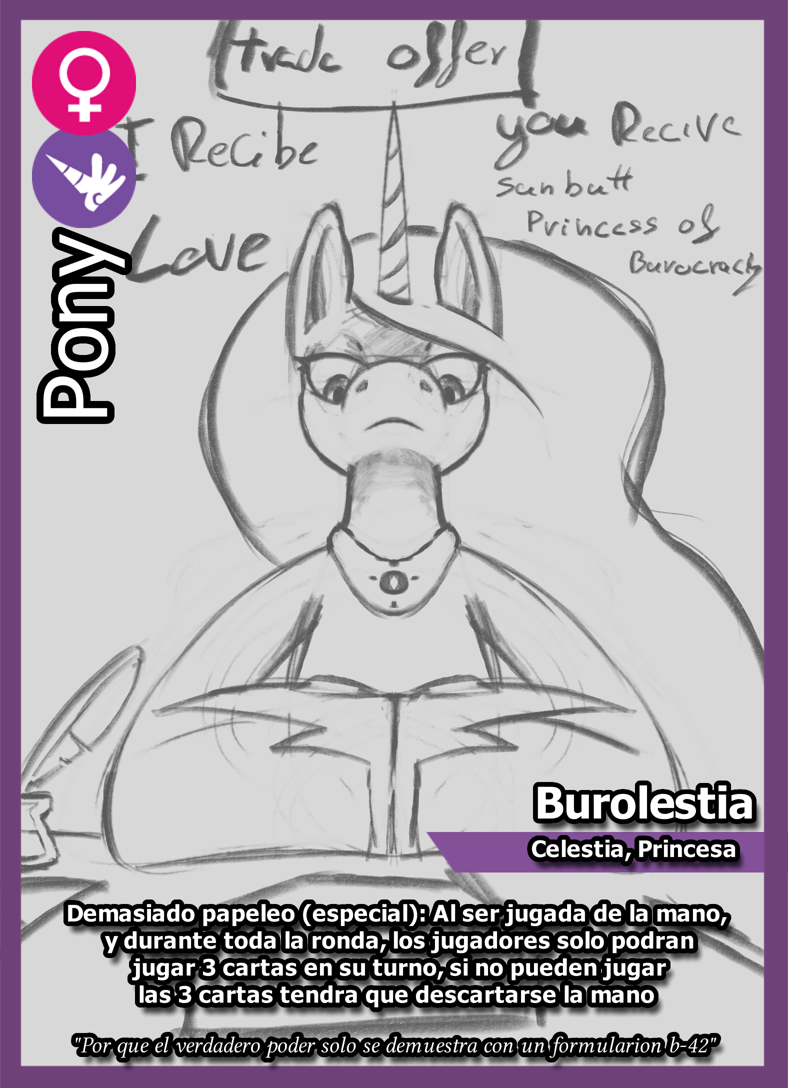 trade offer
I Recibe
you Recive
Love
sunbutt
Princess of
Burocracy
Pony
Burolestia
Celestia, Princesa
Demasiado papeleo (especial): Al ser jugada de la mano,
y durante toda la ronda, los jugadores solo podran
jugar 3 cartas en su turno, si no pueden jugar
las 3 cartas tendra que descartarse la mano
"Por que el verdadero poder solo se demuestra con un formularion b-42"